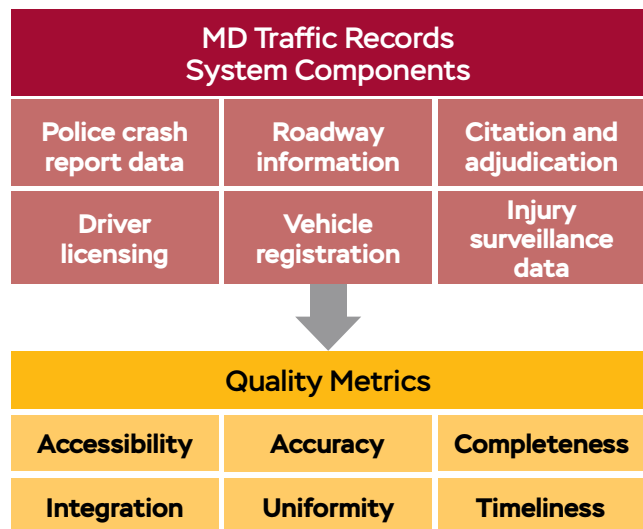 MD Traffic Records
System Components
Police crash
report data
Roadway
information
Citation and
adjudication
Driver
licensing
Vehicle
registration
Injury
surveillance
data
Quality Metrics
Accessibility
Accuracy
Completeness
Integration
Uniformity
Timeliness